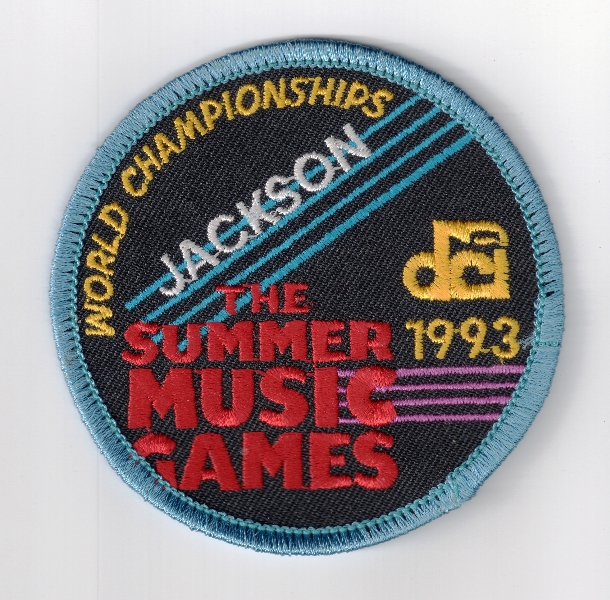 WORLD CHAMPIONSHIPS
JACKSON
dci
1993
THE
SUMMER
MUSIC
GAMES